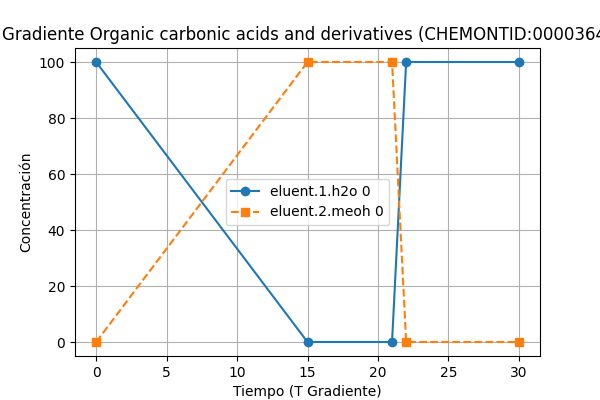 Gradiente Organic carbonic acids and derivatives (CHEMONTID:0000364
100
80
60
40
20
0
Concentración
eluent.1.h2o 0
eluent.2.meoh 0
0 5 10 15 20 25 30
Tiempo (T Gradiente)